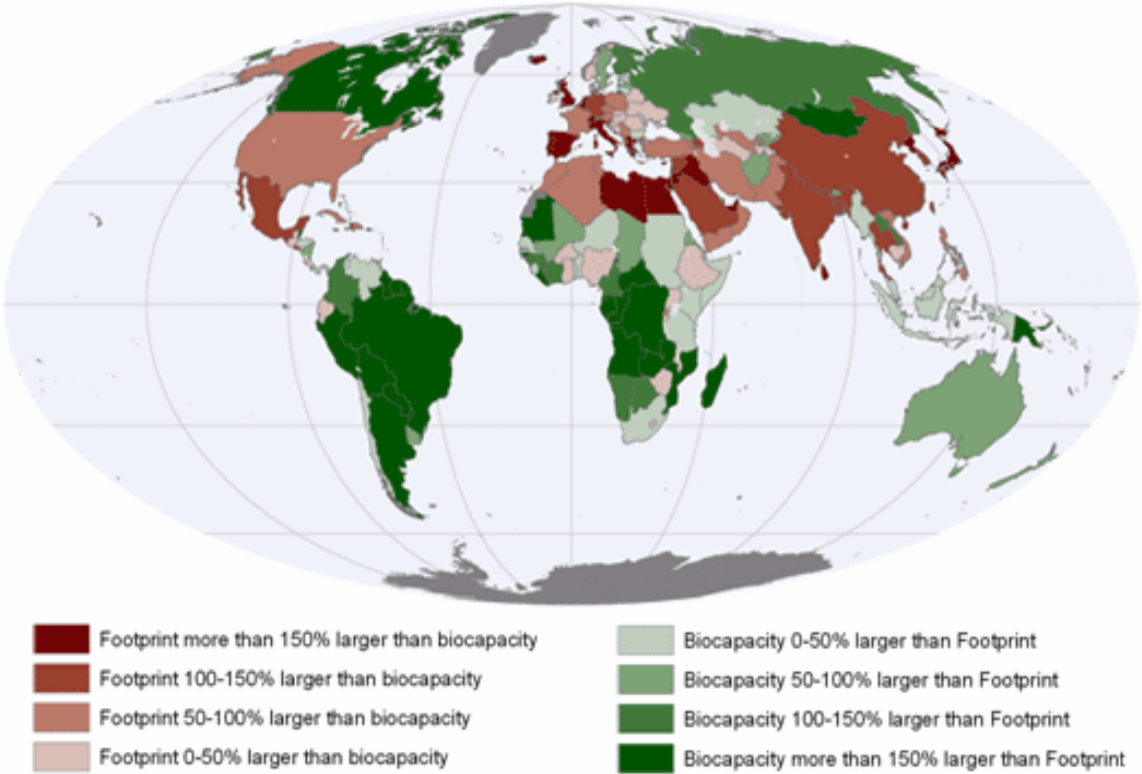 Footprint more than 150% larger than biocapacity
Footprint 100-150% larger than biocapacity
Footprint 50-100% larger than biocapacity
Footprint 0-50% larger than biocapacity
Biocapacity 0-50% larger than Footprint
Biocapacity 50-100% larger than Footprint
Biocapacity 100-150% larger than Footprint
Biocapacity more than 150% larger than Footprint